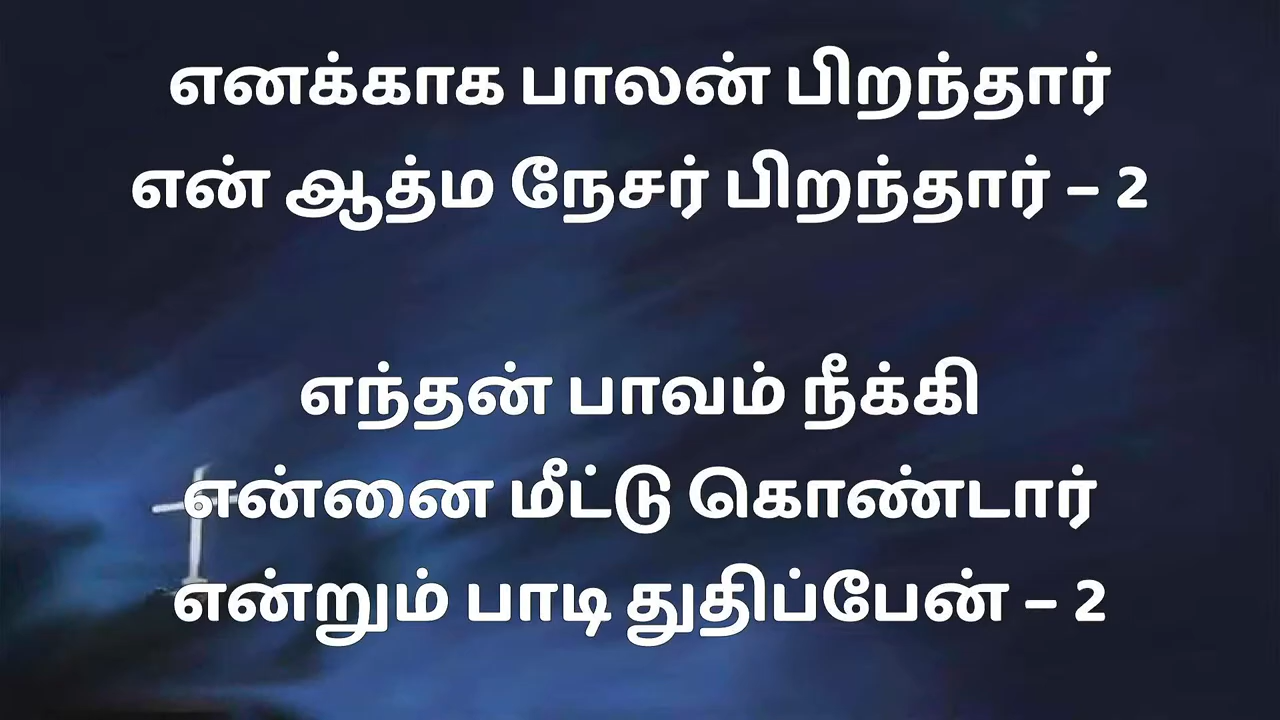 எனக்காக பாலன் பிறந்தார்
என் ஆத்ம நேசர் பிறந்தார் – 2
எந்தன் பாவம் நீக்கி
என்னை மீட்டு கொண்டார்
என்றும் பாடி துதிப்பேன் – 2